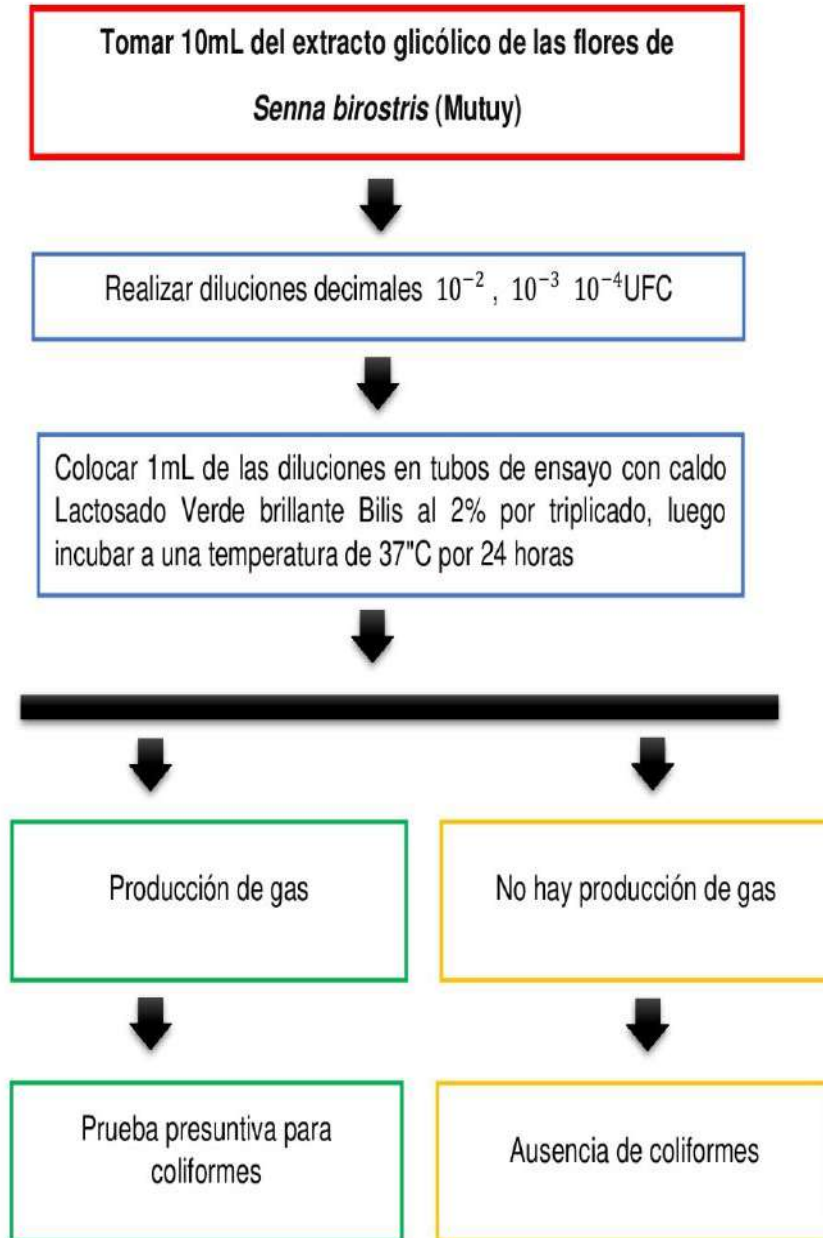 Tomar 10mL del extracto glicólico de las flores de
Senna birostris (Mutuy)
Realizar diluciones decimales 10⁻² , 10⁻³ 10⁻⁴UFC
Colocar 1mL de las diluciones en tubos de ensayo con caldo
Lactosado Verde brillante Bilis al 2% por triplicado, luego
incubar a una temperatura de 37"C por 24 horas
Producción de gas
No hay producción de gas
Prueba presuntiva para
coliformes
Ausencia de coliformes